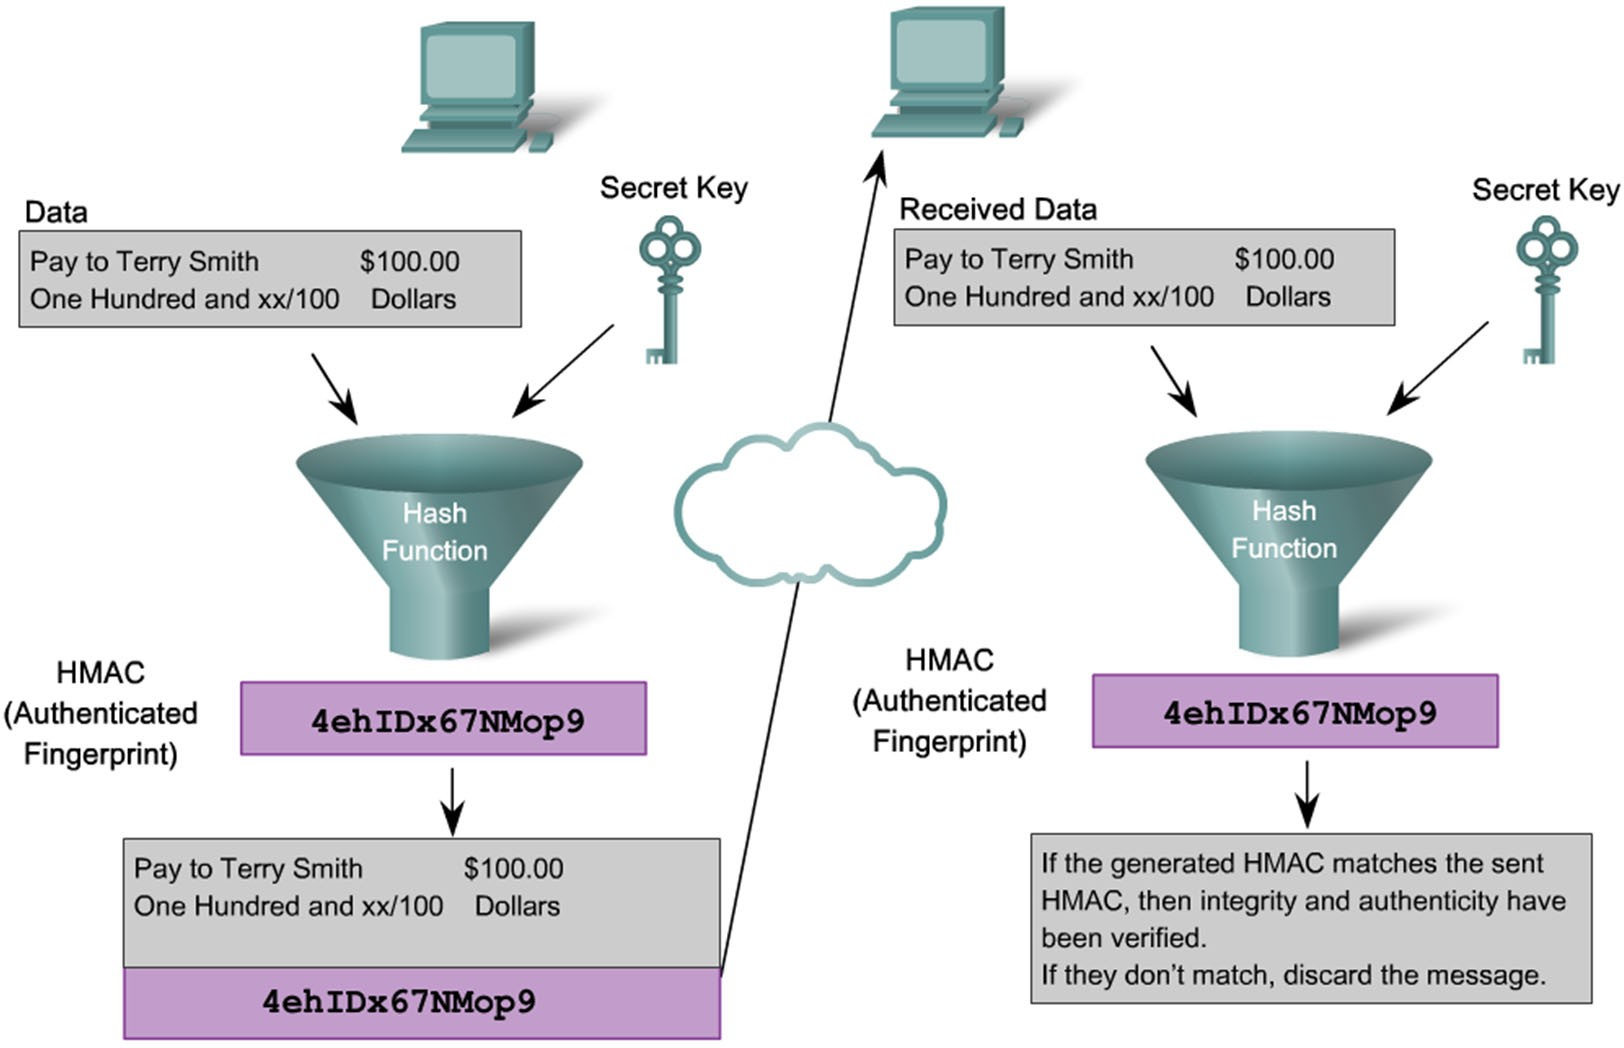 Data
Secret Key
Pay to Terry Smith $100.00
One Hundred and xx/100 Dollars
Hash
Function
HMAC
(Authenticated
Fingerprint)
4ehIDx67NMop9
Pay to Terry Smith $100.00
One Hundred and xx/100 Dollars
4ehIDx67NMop9
Received Data
Secret Key
Pay to Terry Smith $100.00
One Hundred and xx/100 Dollars
Hash
Function
HMAC
(Authenticated
Fingerprint)
4ehIDx67NMop9
If the generated HMAC matches the sent
HMAC, then integrity and authenticity have
been verified.
If they don’t match, discard the message.